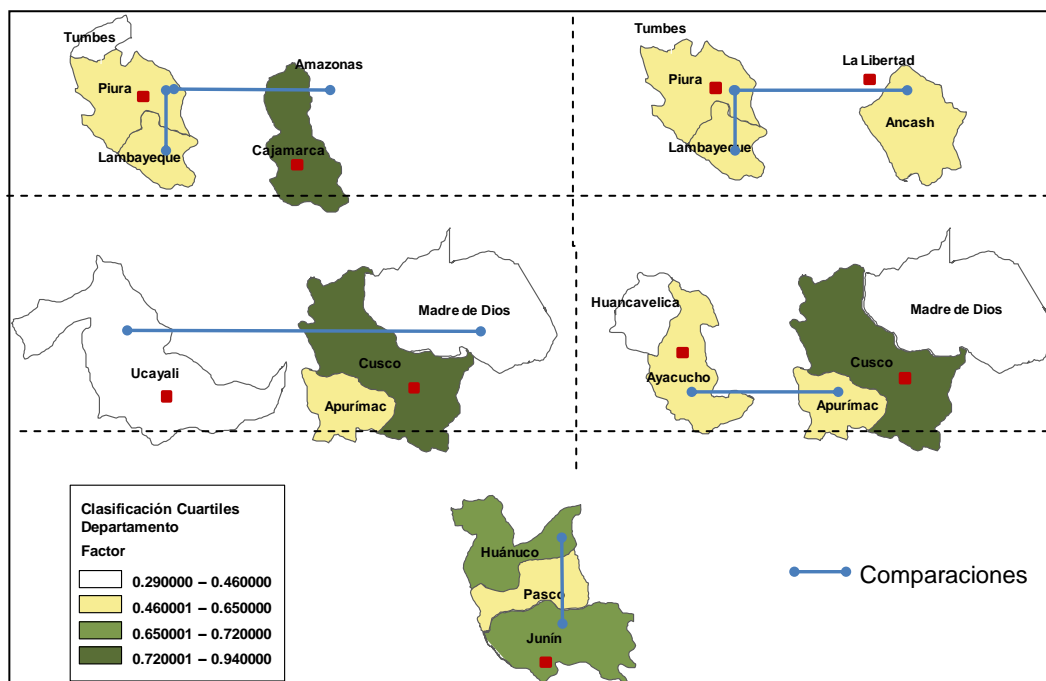 Tumbes
Amazonas
Piura
Lambayeque
Cajamarca
Tumbes
La Libertad
Piura
Ancash
Lambayeque
Madre de Dios
Cusco
Ucayali
Apurímac
Huancavelica
Madre de Dios
Cusco
Ayacucho
Apurímac
Clasificación Cuartiles
Departamento
Factor
0.290000 – 0.460000
0.460001 – 0.650000
0.650001 – 0.720000
0.720001 – 0.940000
Huánuco
Pasco
Junín
Comparaciones